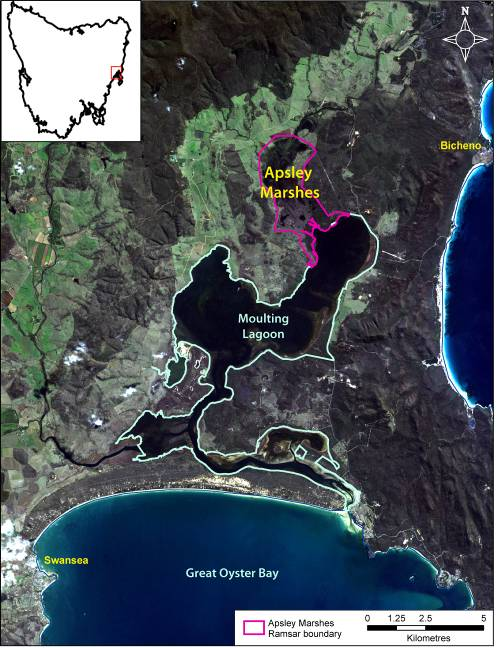 N
Bicheno
Apsley
Marshes
Moulting
Lagoon
Swansea
Great Oyster Bay
Apsley Marshes
Ramsar boundary
0 1.25 2.5 5
Kilometres